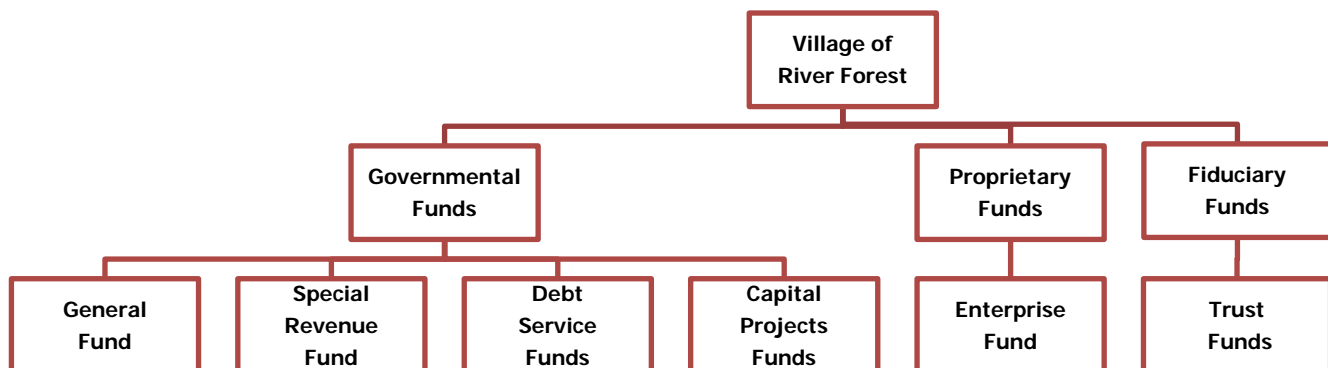 Village of
River Forest
Governmental
Funds
Proprietary
Funds
Fiduciary
Funds
General
Fund
Special
Revenue
Fund
Debt
Service
Funds
Capital
Projects
Funds
Enterprise
Fund
Trust
Funds